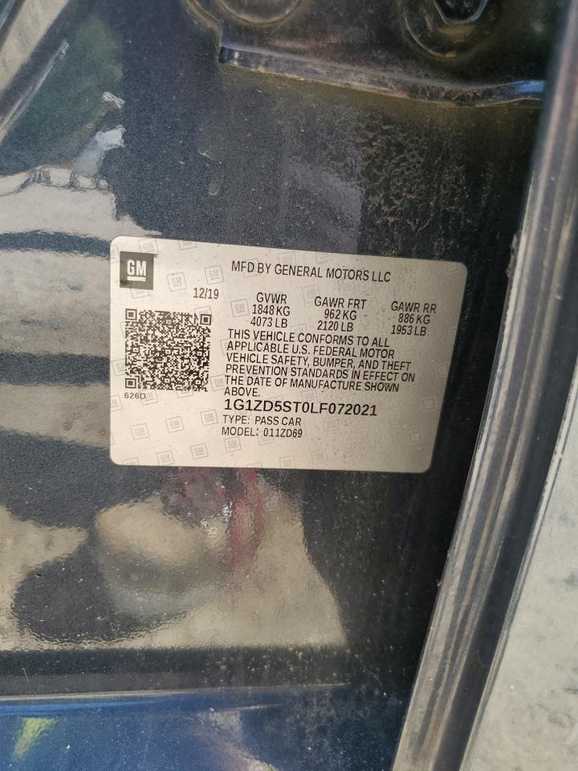 GM
MFD BY GENERAL MOTORS LLC
12/19
GVWR GAWR FRT GAWR RR
1848 KG 962 KG 886 KG
4073 LB 2120 LB 1953 LB
THIS VEHICLE CONFORMS TO ALL
APPLICABLE U.S. FEDERAL MOTOR
VEHICLE SAFETY, BUMPER, AND THEFT
PREVENTION STANDARDS IN EFFECT ON
THE DATE OF MANUFACTURE SHOWN
ABOVE.
626D
1G1ZD5ST0LF072021
TYPE: PASS CAR
MODEL: 011ZD69